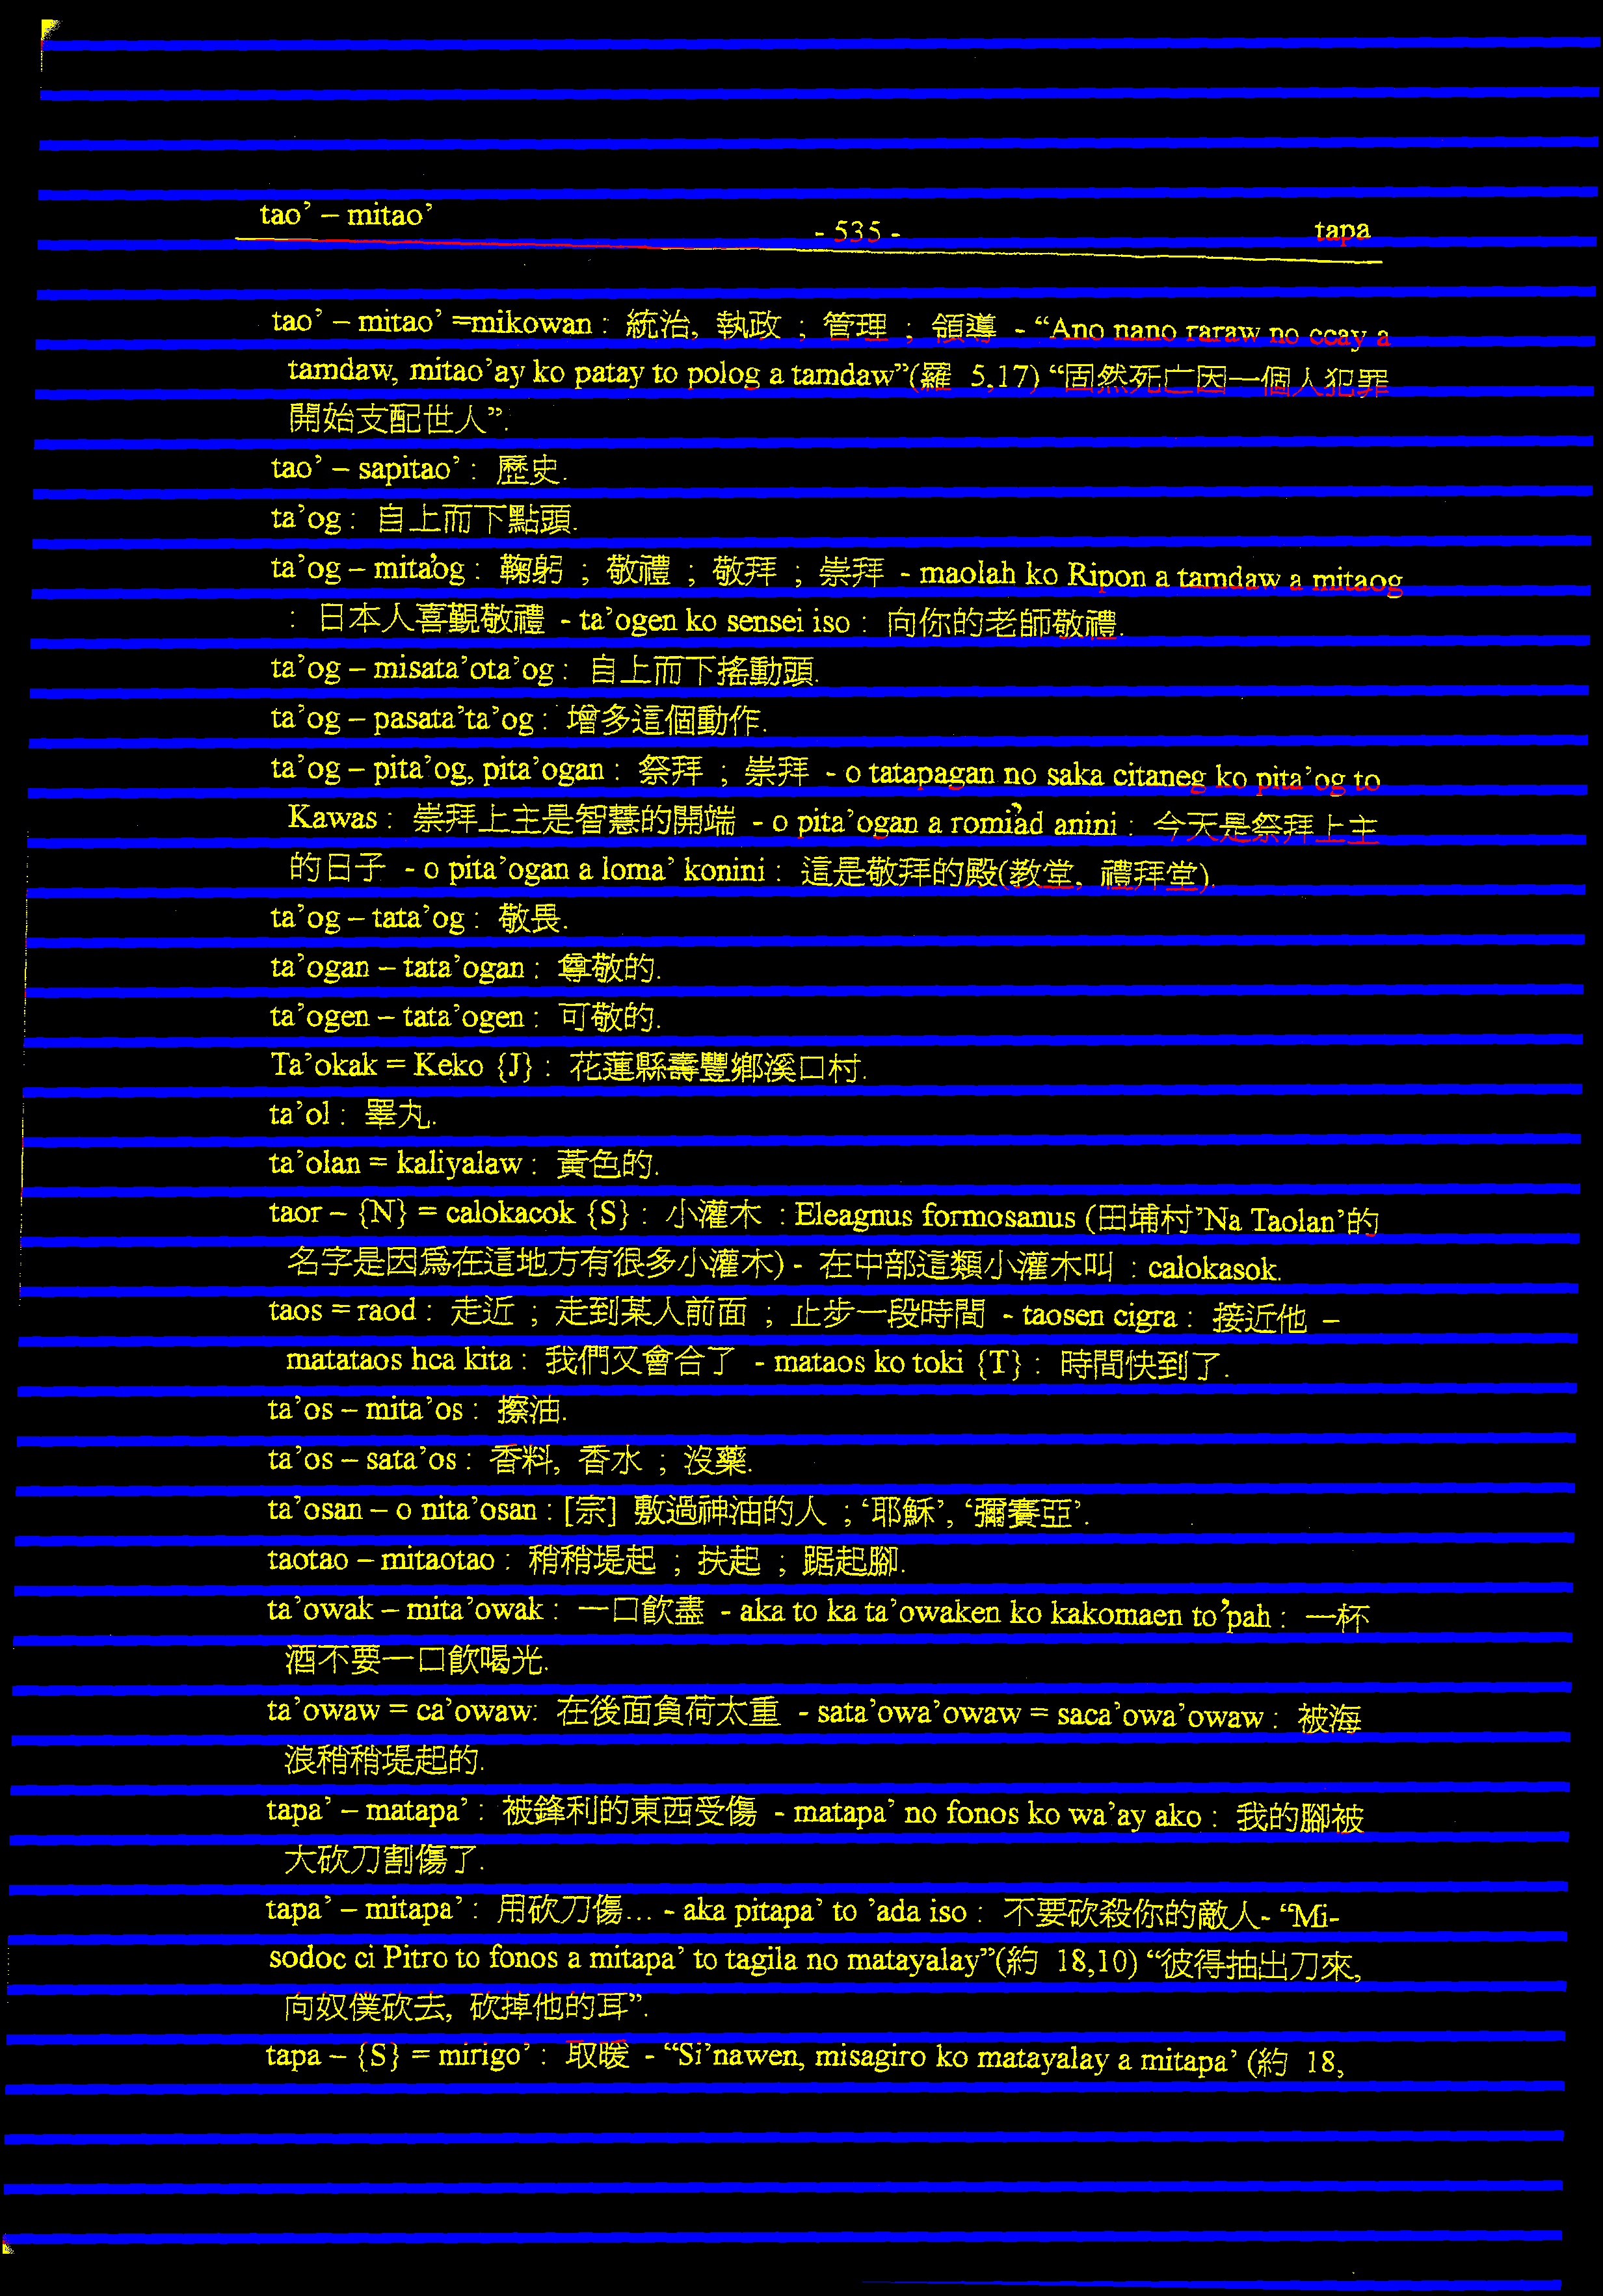 tao’ – mitao’ - 535 - tapa
tao’ – mitao’ =mikowan : 統治, 執政 ; 管理 ; 領導 - “Ano nano raraw no ccay a
tamdaw, mitao’ay ko patay to polog a tamdaw”(羅 5,17) “固然死亡因一個人犯罪
開始支配世人”.
tao’ – sapitao’ : 歷史.
ta’og : 自上而下點頭.
ta’og – mita’og : 鞠躬 ; 敬禮 ; 敬拜 ; 崇拜 - maolah ko Ripon a tamdaw a mitaog
: 日本人喜覲敬禮 - ta’ogen ko sensei iso : 向你的老師敬禮.
ta’og – misata’ota’og : 自上而下搖動頭.
ta’og – pasata’ta’og : 增多這個動作.
ta’og – pita’og, pita’ogan : 祭拜 ; 崇拜 - o tatapagan no saka citaneg ko pita’og to
Kawas : 崇拜上主是智慧的開端 - o pita’ogan a romi’ad anini : 今天是祭拜上主
的日子 - o pita’ogan a loma’ konini : 這是敬拜的殿(教堂, 禮拜堂).
ta’og – tata’og : 敬畏.
ta’ogan – tata’ogan : 尊敬的.
ta’ogen – tata’ogen : 可敬的.
Ta’okak = Keko {J} : 花蓮縣壽豐鄉溪口村.
ta’ol : 睪丸.
ta’olan = kaliyalaw : 黃色的.
taor – {N} = calokacok {S} : 小灌木 : Eleagnus formosanus (田埔村’Na Taolan’的
名字是因為在這地方有很多小灌木) - 在中部這類小灌木叫 : calokasok.
taos = raod : 走近 ; 走到某人前面 ; 止步一段時間 - taosen cigra : 接近他 –
matataos hca kita : 我們又會合了 - mataos ko toki {T} : 時間快到了.
ta’os – mita’os : 擦油.
ta’os – sata’os : 香料, 香水 ; 沒藥.
ta’osan – o nita’osan : [宗] 敷過神油的人 ; ‘耶穌’, ‘彌賽亞’.
taotao – mitaotao : 稍稍堤起 ; 扶起 ; 踞起腳.
ta’owak – mita’owak : 一口飲盡 - aka to ka ta’owaken ko kakomaen to ’pah : 一杯
酒不要一口飲喝光.
ta’owaw = ca’owaw: 在後面負荷太重 - sata’owa’owaw = saca’owa’owaw : 被海
浪稍稍堤起的.
tapa’ – matapa’ : 被鋒利的東西受傷 - matapa’ no fonos ko wa’ay ako : 我的腳被
大砍刀割傷了.
tapa’ – mitapa’ : 用砍刀傷... - aka pitapa’ to ’ada iso : 不要砍殺你的敵人- “Mi-
sodoc ci Pitro to fonos a mitapa’ to tagila no matayalay”(約 18,10) “彼得抽出刀來,
向奴僕砍去, 砍掉他的耳”.
tapa – {S} = mirigo’ : 取暖 - “Si’nawen, misagiro ko matayalay a mitapa’ (約 18,